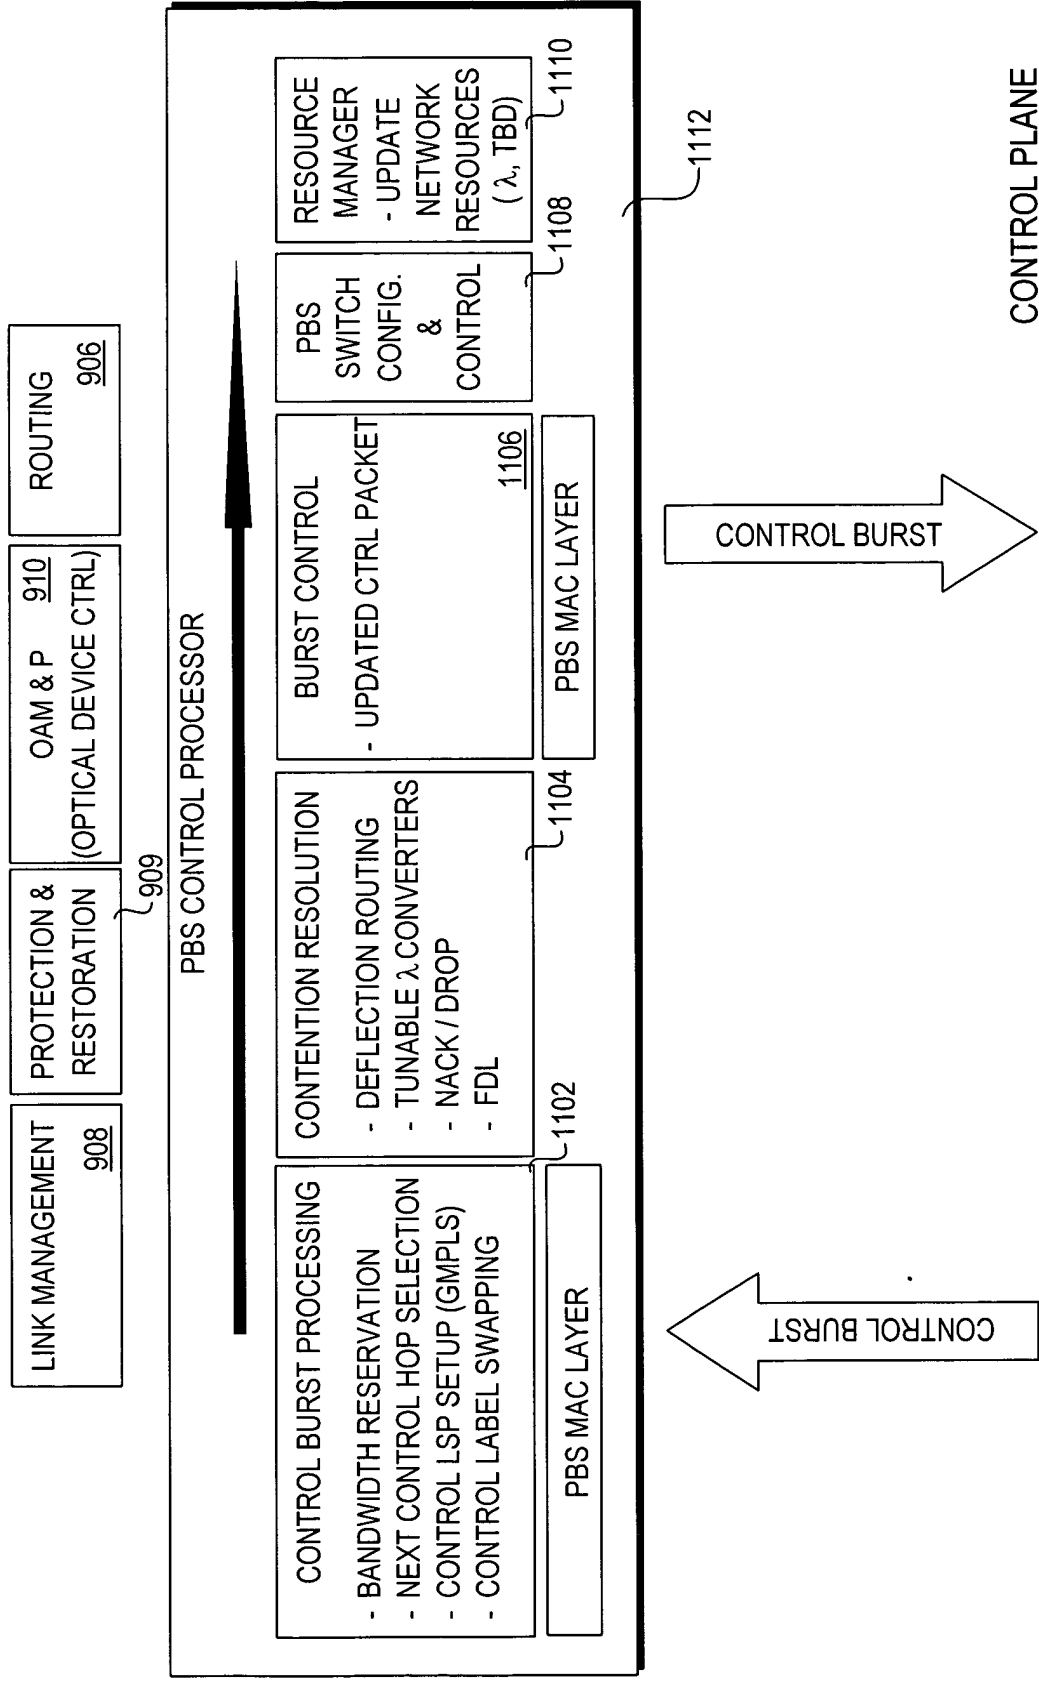 LINK MANAGEMENT
908
PROTECTION &
RESTORATION
909
OAM & P
910
(OPTICAL DEVICE CTRL)
ROUTING
906
PBS CONTROL PROCESSOR
CONTROL BURST PROCESSING
- BANDWIDTH RESERVATION
- NEXT CONTROL HOP SELECTION
- CONTROL LSP SETUP (GMPLS)
- CONTROL LABEL SWAPPING
1102
PBS MAC LAYER
CONTENTION RESOLUTION
- DEFLECTION ROUTING
- TUNABLE λ CONVERTERS
- NACK / DROP
- FDL
1104
BURST CONTROL
- UPDATED CTRL PACKET
1106
PBS MAC LAYER
PBS
SWITCH
CONFIG.
&
CONTROL
1108
RESOURCE
MANAGER
- UPDATE
NETWORK
RESOURCES
( λ, TBD)
1110
1112
CONTROL BURST
CONTROL BURST
CONTROL PLANE